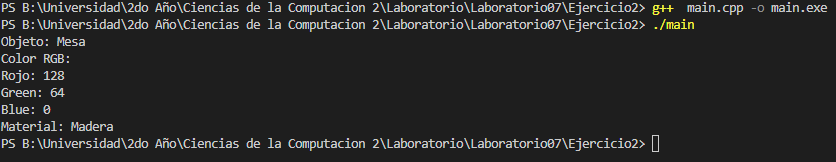 PS B:\Universidad\2do Año\Ciencias de la Computacion 2\Laboratorio\Laboratorio07\Ejercicio2> g++  main.cpp -o main.exe
PS B:\Universidad\2do Año\Ciencias de la Computacion 2\Laboratorio\Laboratorio07\Ejercicio2> ./main
Objeto: Mesa
Color RGB:
Rojo: 128
Green: 64
Blue: 0
Material: Madera
PS B:\Universidad\2do Año\Ciencias de la Computacion 2\Laboratorio\Laboratorio07\Ejercicio2>